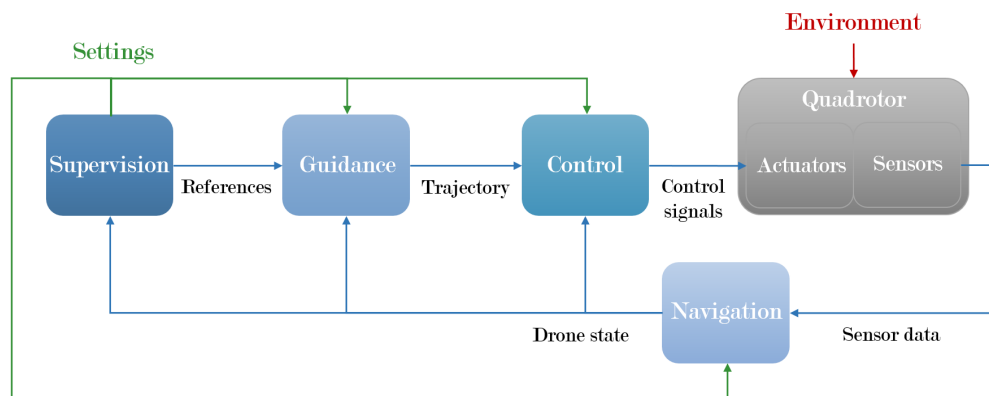 Environment
Settings
Quadrotor
Supervision
Guidance
Control
Actuators
Sensors
References
Trajectory
Control
signals
Navigation
Drone state
Sensor data